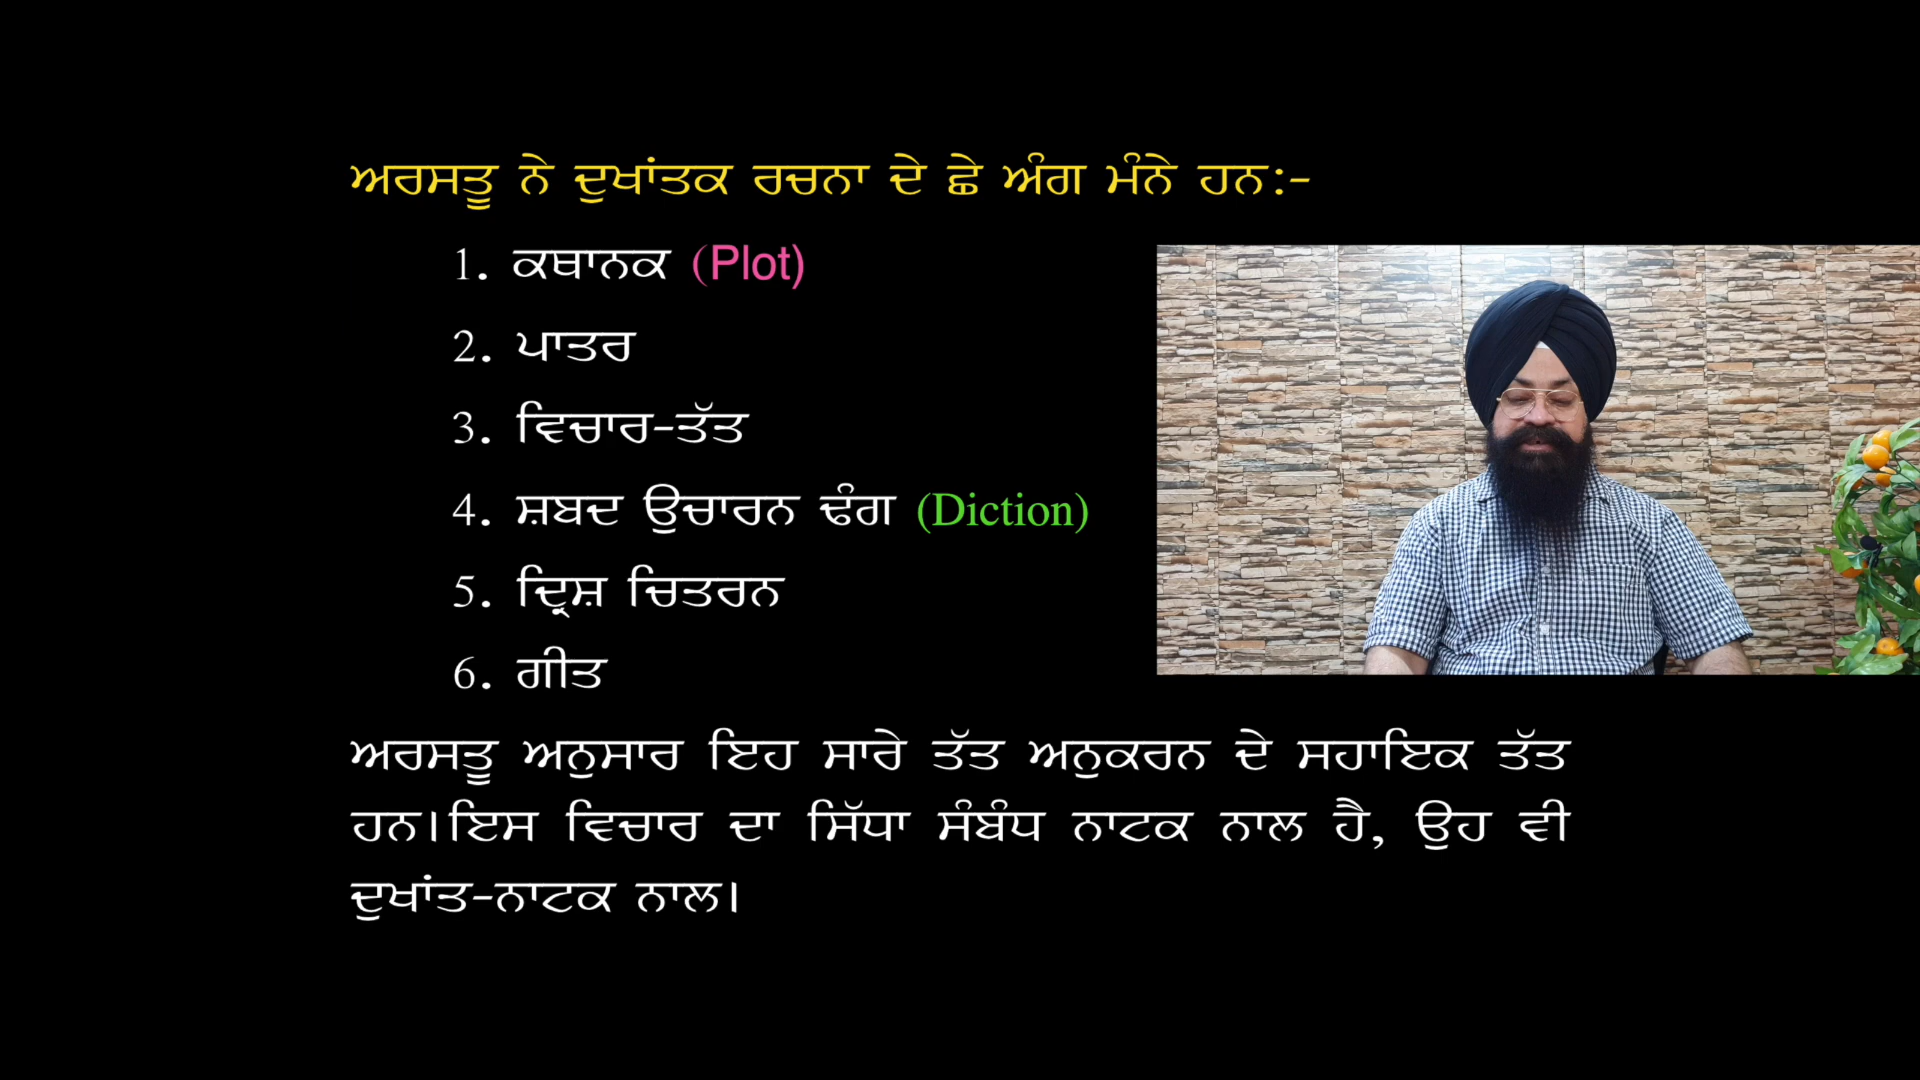 ਅਰਸਤੂ ਨੇ ਦੁਖਾਂਤਕ ਰਚਨਾ ਦੇ ਛੇ ਅੰਗ ਮੰਨੇ ਹਨ:-
1. ਕਥਾਨਕ (Plot)
2. ਪਾਤਰ
3. ਵਿਚਾਰ-ਤੱਤ
4. ਸ਼ਬਦ ਉਚਾਰਨ ਢੰਗ (Diction)
5. ਦ੍ਰਿਸ਼ ਚਿਤਰਨ
6. ਗੀਤ
ਅਰਸਤੂ ਅਨੁਸਾਰ ਇਹ ਸਾਰੇ ਤੱਤ ਅਨੁਕਰਨ ਦੇ ਸਹਾਇਕ ਤੱਤ
ਹਨ।ਇਸ ਵਿਚਾਰ ਦਾ ਸਿੱਧਾ ਸੰਬੰਧ ਨਾਟਕ ਨਾਲ ਹੈ, ਉਹ ਵੀ
ਦੁਖਾਂਤ-ਨਾਟਕ ਨਾਲ।